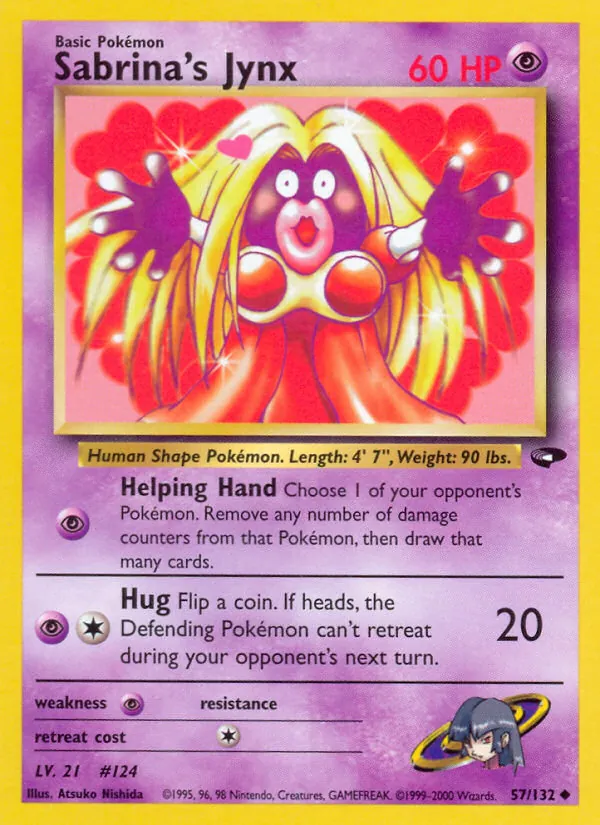 Basic Pokémon
Sabrina's Jynx 60 HP
Human Shape Pokémon. Length: 4' 7", Weight: 90 lbs.
Helping Hand Choose 1 of your opponent's
Pokémon. Remove any number of damage
counters from that Pokémon, then draw that
many cards.
Hug Flip a coin. If heads, the
Defending Pokémon can't retreat
during your opponent's next turn.
20
weakness resistance
retreat cost
LV. 21 #124
Illus. Atsuko Nishida ©1995, 96, 98 Nintendo, Creatures, GAMEFREAK. ©1999-2000 Wizards. 57/132